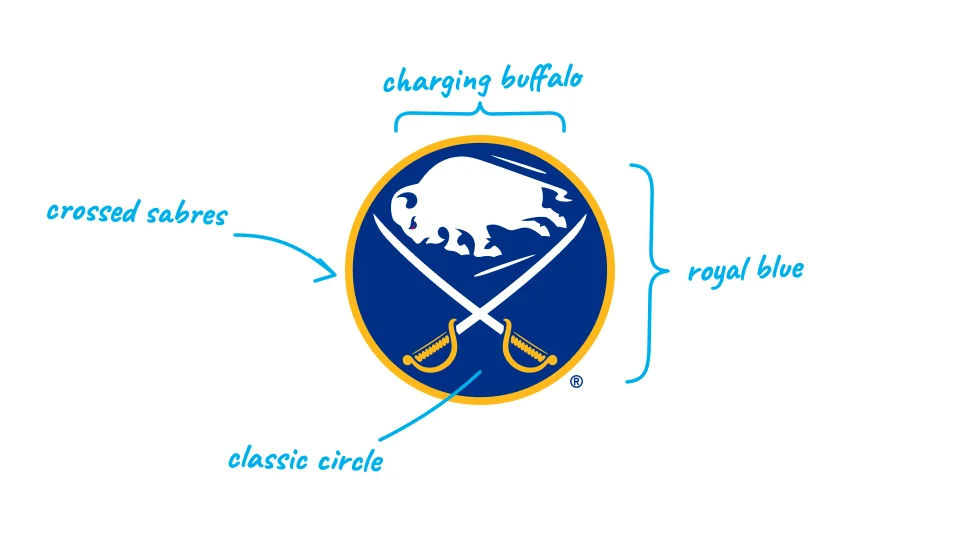 charging buffalo
crossed sabres
royal blue
®
classic circle